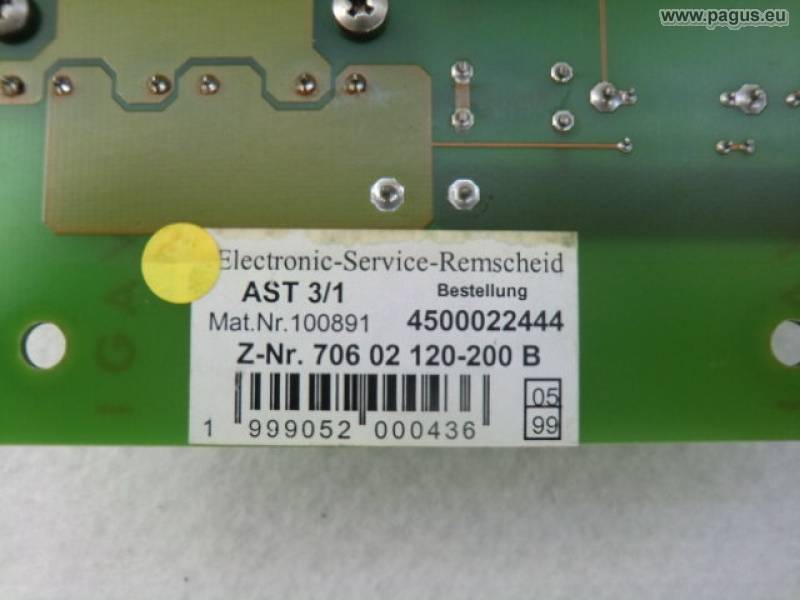 www.pagus.eu
Electronic-Service-Remscheid
AST 3/1 Bestellung
Mat.Nr.100891 4500022444
Z-Nr. 706 02 120-200 B
05
99
1 999052 000436